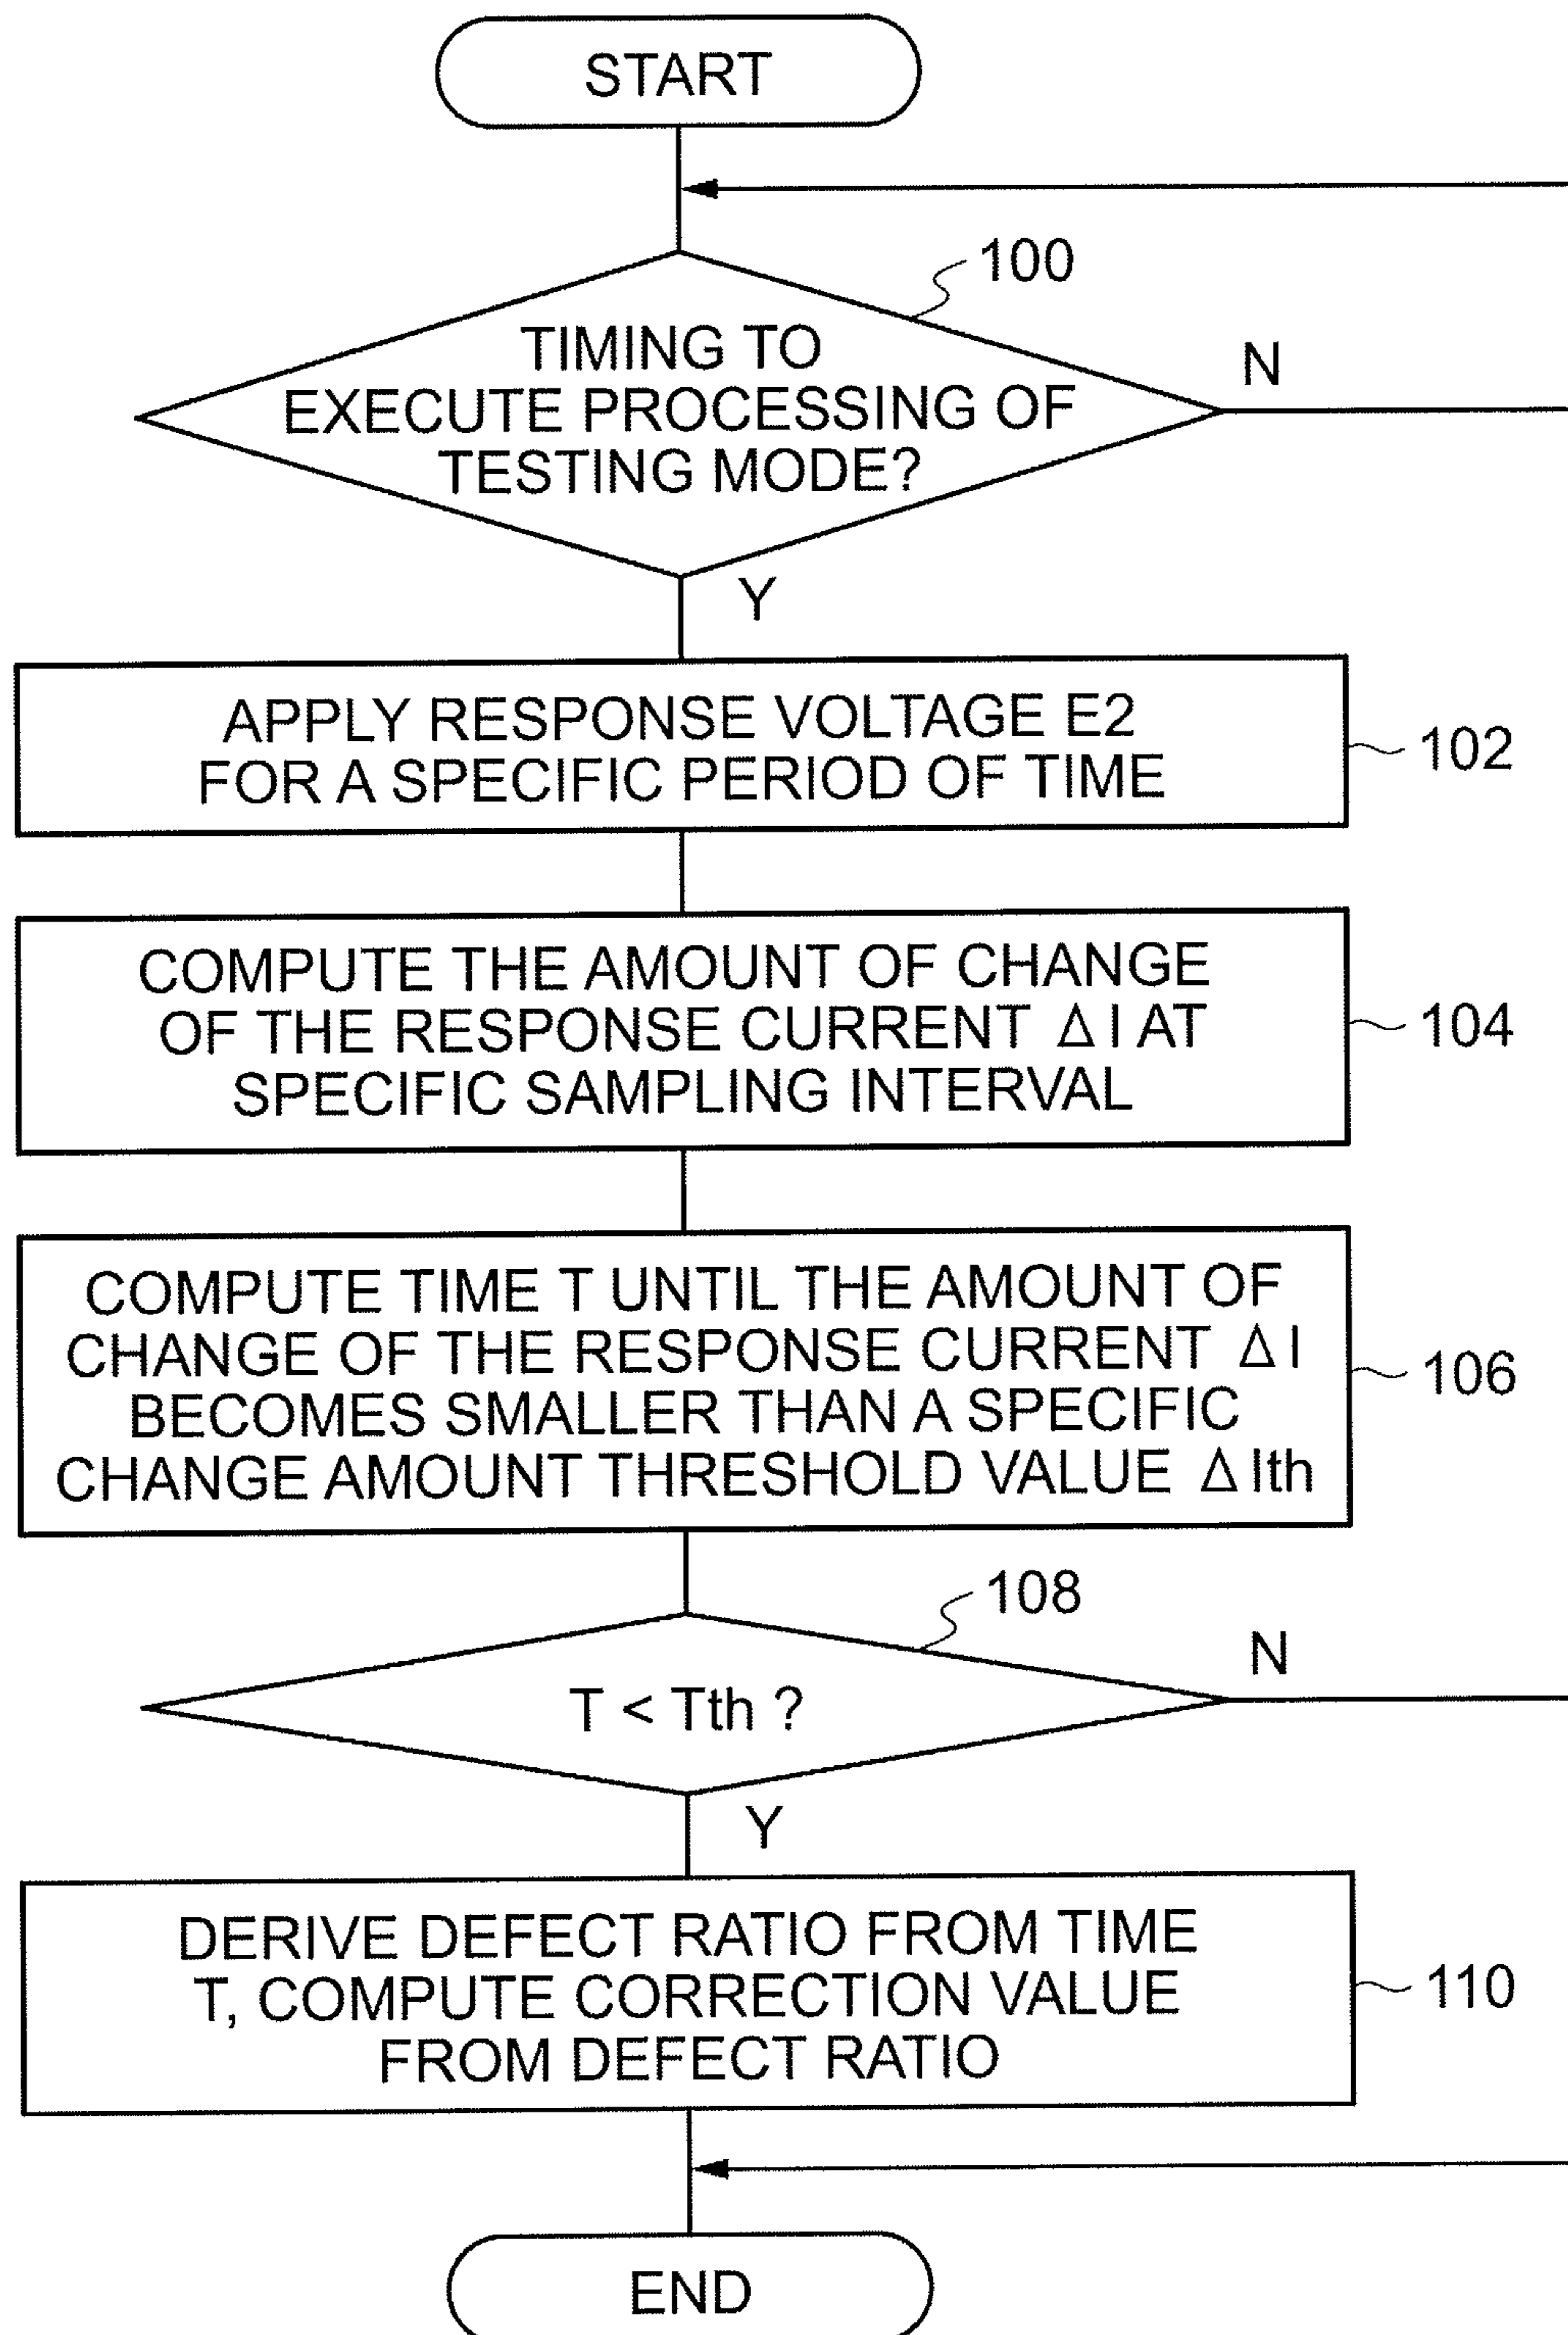 START
100
TIMING TO
EXECUTE PROCESSING OF
TESTING MODE?
N
Y
APPLY RESPONSE VOLTAGE E2
FOR A SPECIFIC PERIOD OF TIME
102
COMPUTE THE AMOUNT OF CHANGE
OF THE RESPONSE CURRENT Δ I AT
SPECIFIC SAMPLING INTERVAL
104
COMPUTE TIME T UNTIL THE AMOUNT OF
CHANGE OF THE RESPONSE CURRENT Δ I
BECOMES SMALLER THAN A SPECIFIC
CHANGE AMOUNT THRESHOLD VALUE Δ Ith
106
108
T < Tth ?
N
Y
DERIVE DEFECT RATIO FROM TIME
T, COMPUTE CORRECTION VALUE
FROM DEFECT RATIO
110
END